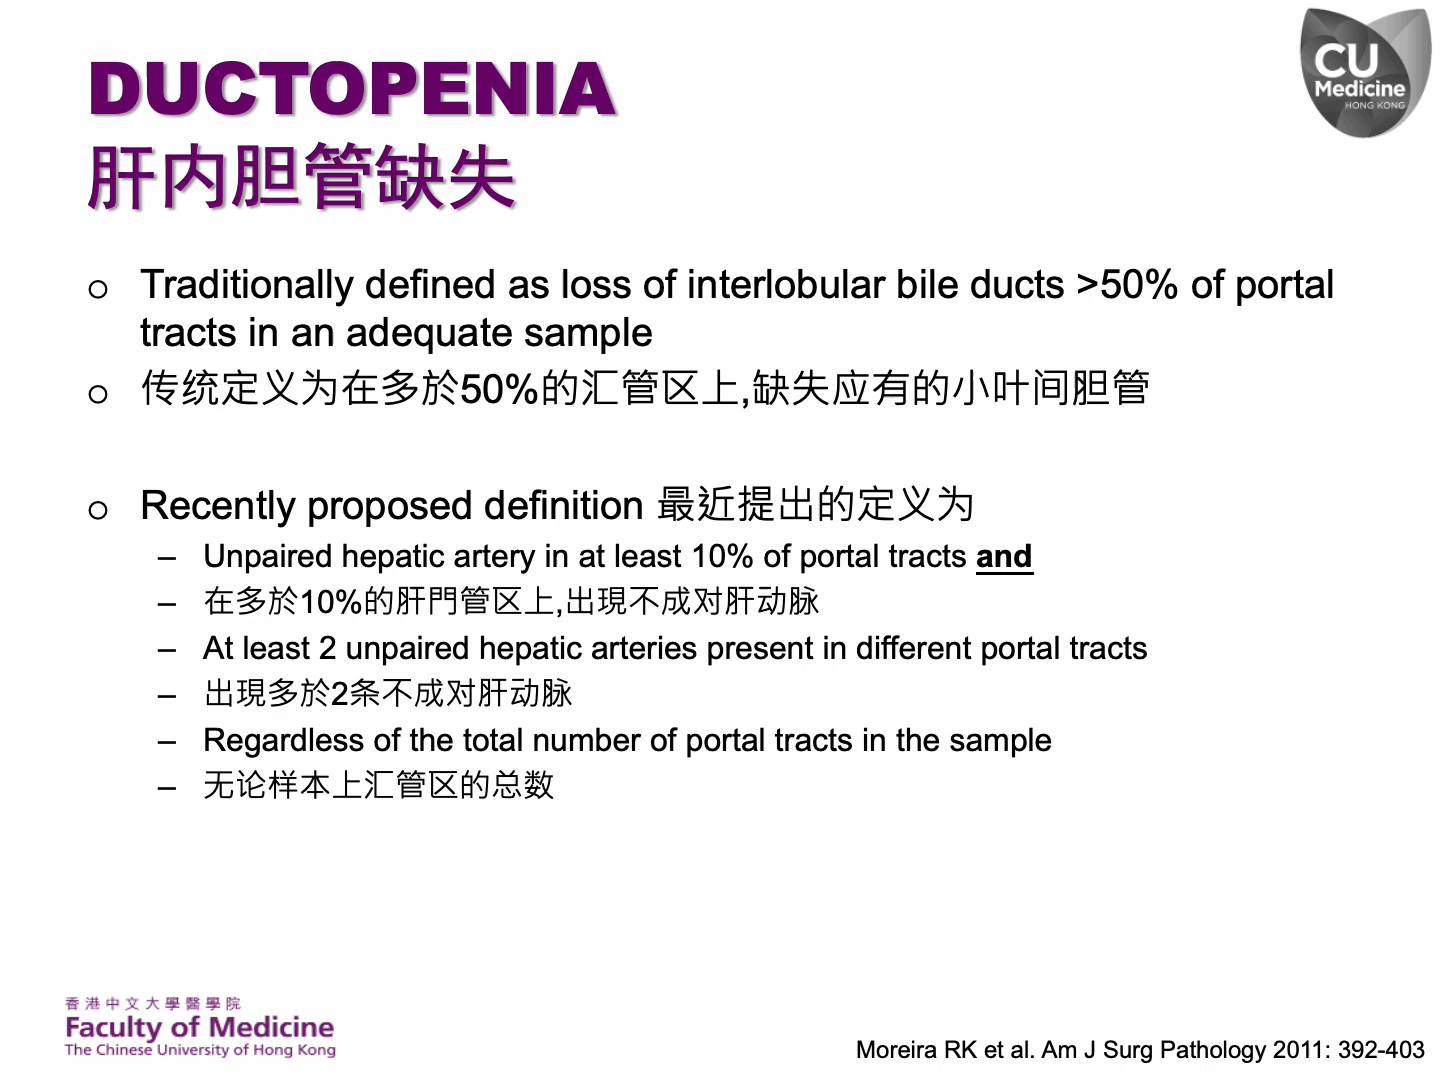 DUCTOPENIA
肝内胆管缺失
CU
Medicine
HONG KONG
○ Traditionally defined as loss of interlobular bile ducts >50% of portal
tracts in an adequate sample
○ 传统定义为在多於50%的汇管区上,缺失应有的小叶间胆管
○ Recently proposed definition 最近提出的定义为
– Unpaired hepatic artery in at least 10% of portal tracts and
– 在多於10%的肝門管区上,出現不成对肝动脉
– At least 2 unpaired hepatic arteries present in different portal tracts
– 出現多於2条不成对肝动脉
– Regardless of the total number of portal tracts in the sample
– 无论样本上汇管区的总数
香港中文大學醫學院
Faculty of Medicine
The Chinese University of Hong Kong
Moreira RK et al. Am J Surg Pathology 2011: 392-403